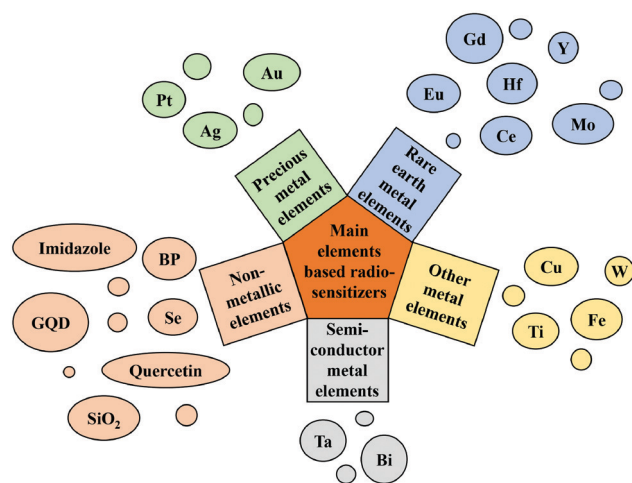 Gd
Y
Au
Hf
Pt
Eu
Ag
Ce
Mo
Precious
metal
elements
Rare
earth
metal
elements
Main
elements
based radio-
sensitizers
Imidazole
BP
Non-
metallic
elements
Other
metal
elements
Cu
W
GQD
Se
Ti
Fe
Semi-
conductor
metal
elements
Quercetin
SiO₂
Ta
Bi